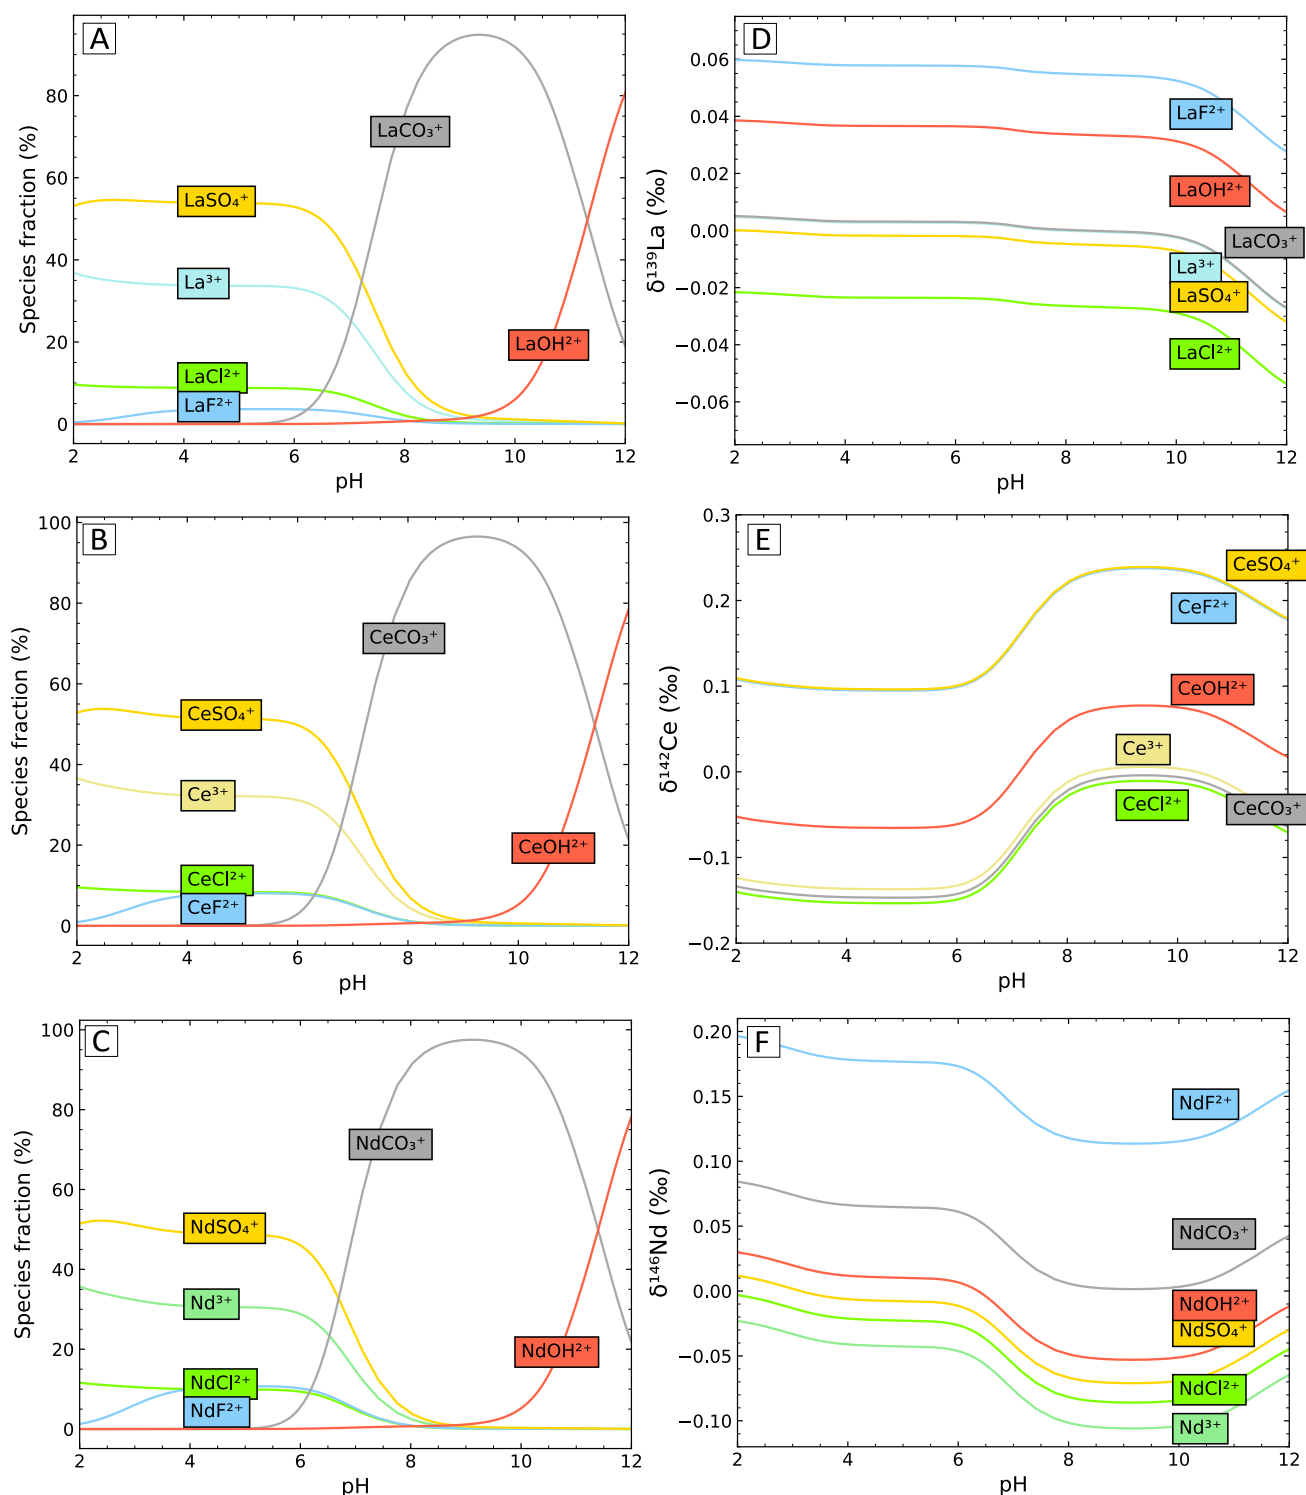 A
Species fraction (%)
80
60
40
20
0
LaCO₃⁺
LaSO₄⁺
La³⁺
LaOH²⁺
LaCl²⁺
LaF²⁺
2 4 6 8 10 12
pH
D
δ¹³⁹La (‰)
0.06
0.04
0.02
0.00
−0.02
−0.04
−0.06
LaF²⁺
LaOH²⁺
LaCO₃⁺
La³⁺
LaSO₄⁺
LaCl²⁺
2 4 6 8 10 12
pH
B
Species fraction (%)
100
80
60
40
20
0
CeCO₃⁺
CeSO₄⁺
Ce³⁺
CeOH²⁺
CeCl²⁺
CeF²⁺
2 4 6 8 10 12
pH
E
δ¹⁴²Ce (‰)
0.3
0.2
0.1
0.0
−0.1
−0.2
CeSO₄⁺
CeF²⁺
CeOH²⁺
Ce³⁺
CeCl²⁺
CeCO₃⁺
2 4 6 8 10 12
pH
C
Species fraction (%)
100
80
60
40
20
0
NdCO₃⁺
NdSO₄⁺
Nd³⁺
NdOH²⁺
NdCl²⁺
NdF²⁺
2 4 6 8 10 12
pH
F
δ¹⁴⁶Nd (‰)
0.20
0.15
0.10
0.05
0.00
−0.05
−0.10
NdF²⁺
NdCO₃⁺
NdOH²⁺
NdSO₄⁺
NdCl²⁺
Nd³⁺
2 4 6 8 10 12
pH